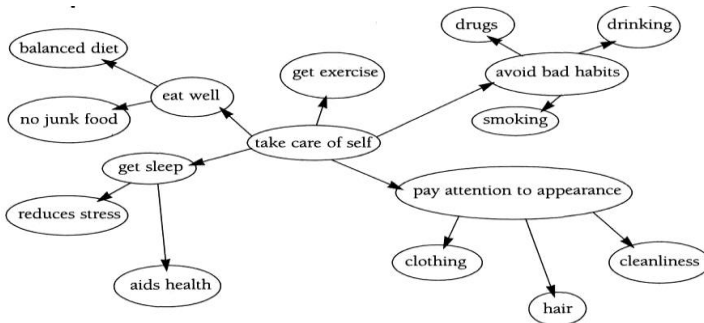 drugs
drinking
balanced diet
get exercise
avoid bad habits
eat well
no junk food
smoking
take care of self
get sleep
pay attention to appearance
reduces stress
clothing
cleanliness
aids health
hair